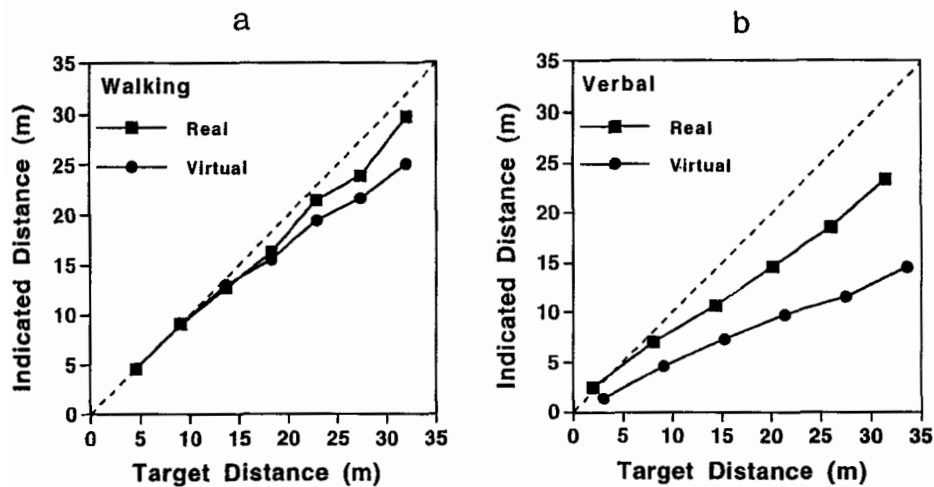 a
Walking
Real
Virtual
Indicated Distance (m)
35
30
25
20
15
10
5
0
0 5 10 15 20 25 30 35
Target Distance (m)
b
Verbal
Real
Virtual
Indicated Distance (m)
35
30
25
20
15
10
5
0
0 5 10 15 20 25 30 35
Target Distance (m)